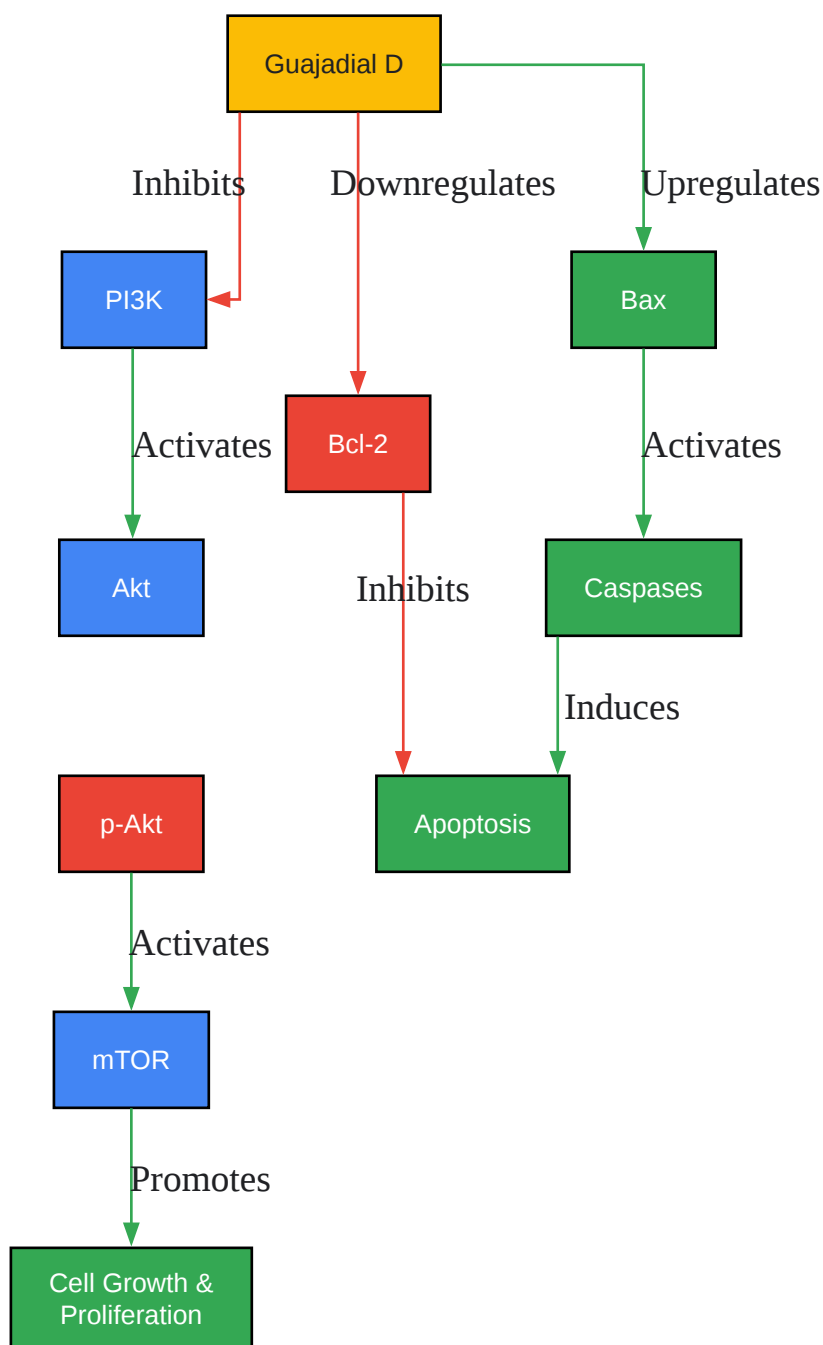 Guajadial D
Inhibits
Downregulates
Upregulates
PI3K
Bax
Activates
Bcl-2
Activates
Akt
Inhibits
Caspases
Induces
p-Akt
Apoptosis
Activates
mTOR
Promotes
Cell Growth &
Proliferation